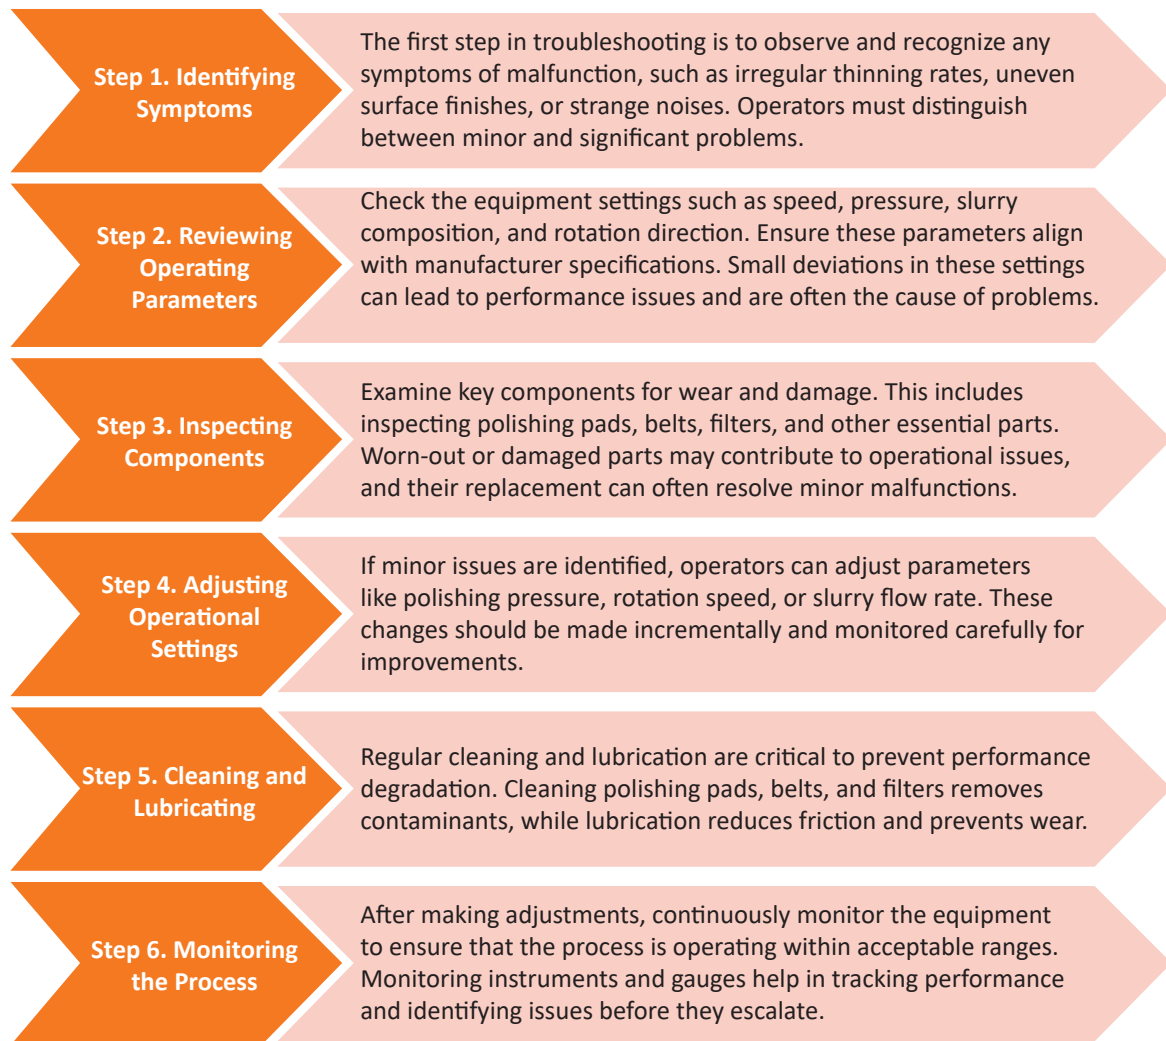 Step 1. Identifying
Symptoms
The first step in troubleshooting is to observe and recognize any
symptoms of malfunction, such as irregular thinning rates, uneven
surface finishes, or strange noises. Operators must distinguish
between minor and significant problems.
Step 2. Reviewing
Operating
Parameters
Check the equipment settings such as speed, pressure, slurry
composition, and rotation direction. Ensure these parameters align
with manufacturer specifications. Small deviations in these settings
can lead to performance issues and are often the cause of problems.
Step 3. Inspecting
Components
Examine key components for wear and damage. This includes
inspecting polishing pads, belts, filters, and other essential parts.
Worn-out or damaged parts may contribute to operational issues,
and their replacement can often resolve minor malfunctions.
Step 4. Adjusting
Operational
Settings
If minor issues are identified, operators can adjust parameters
like polishing pressure, rotation speed, or slurry flow rate. These
changes should be made incrementally and monitored carefully for
improvements.
Step 5. Cleaning and
Lubricating
Regular cleaning and lubrication are critical to prevent performance
degradation. Cleaning polishing pads, belts, and filters removes
contaminants, while lubrication reduces friction and prevents wear.
Step 6. Monitoring
the Process
After making adjustments, continuously monitor the equipment
to ensure that the process is operating within acceptable ranges.
Monitoring instruments and gauges help in tracking performance
and identifying issues before they escalate.